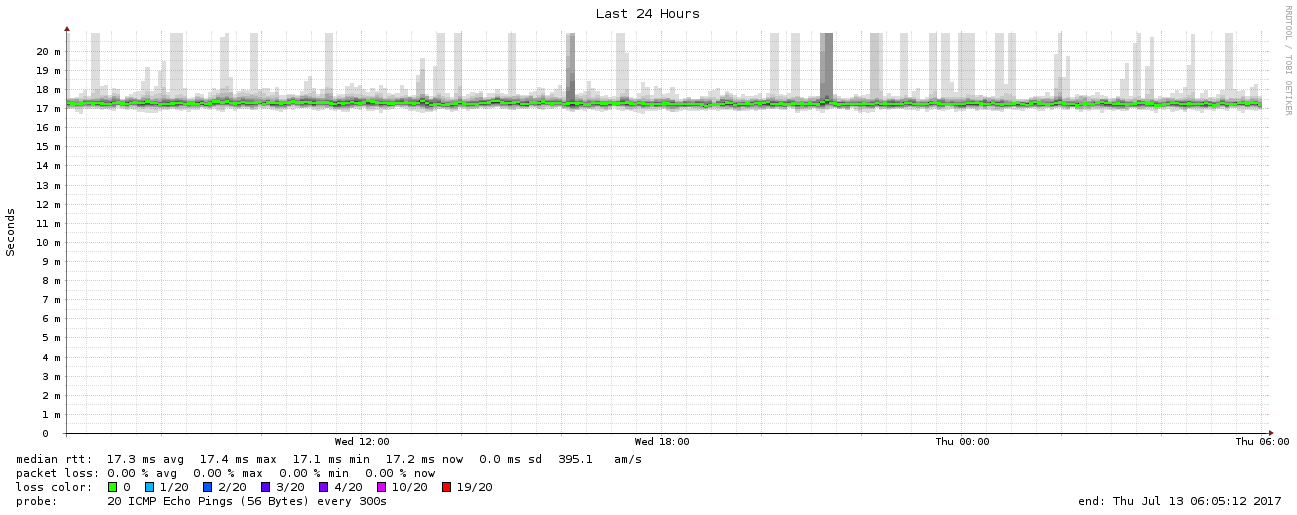 Last 24 Hours
RRDTOOL / TOBI OETIKER
Seconds
20 m
19 m
18 m
17 m
16 m
15 m
14 m
13 m
12 m
11 m
10 m
9 m
8 m
7 m
6 m
5 m
4 m
3 m
2 m
1 m
0
Wed 12:00 Wed 18:00 Thu 00:00 Thu 06:00
median rtt: 17.3 ms avg 17.4 ms max 17.1 ms min 17.2 ms now 0.0 ms sd 395.1 am/s
packet loss: 0.00 % avg 0.00 % max 0.00 % min 0.00 % now
loss color: 0 1/20 2/20 3/20 4/20 10/20 19/20
probe: 20 ICMP Echo Pings (56 Bytes) every 300s end: Thu Jul 13 06:05:12 2017